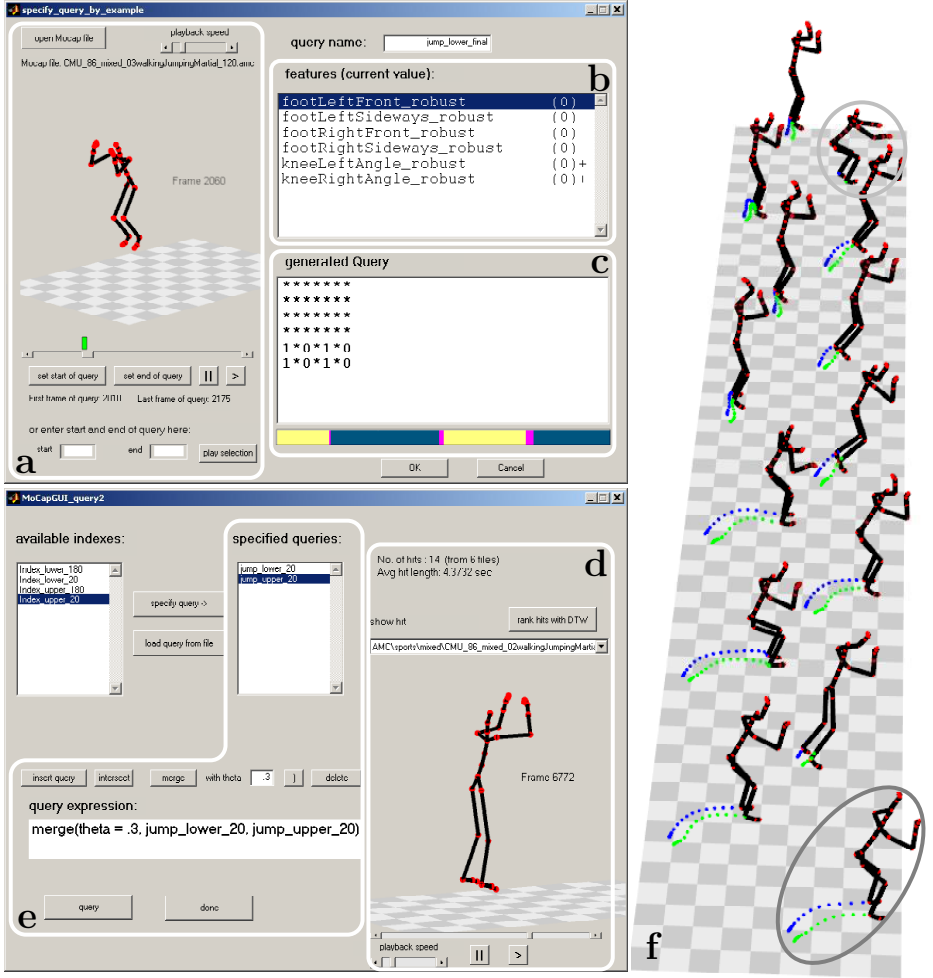 specify_query_by_example
open Mocap file
playback speed
Mocap file: CMU_86_mixed_03walkingJumpingMartial_120.amc
Frame 2060
set start of query
set end of query
>
First frame of query: 2010
Last frame of query: 2175
or enter start and end of query here:
start
end
play selection
a
query name:
jump_lower_final
features (current value):
b
footLeftFront_robust (0)
footLeftSideways_robust (0)
footRightFront_robust (0)
footRightSideways_robust (0)
kneeLeftAngle_robust (0)+
kneeRightAngle_robust (0)+
generated Query
c
*******
*******
*******
*******
1*0*1*0
1*0*1*0
OK
Cancel
MoCapGUI_query2
available indexes:
Index_lower_180
Index_lower_20
Index_upper_180
Index_upper_20
specify query ->
load query from file
specified queries:
jump_lower_20
jump_upper_20
No. of hits : 14 (from 6 files)
Avg hit length: 4.3732 sec
d
show hit
rank hits with DTW
AMC\sports\mixed\CMU_86_mixed_02walkingJumpingMartia
Frame 6772
playback speed
>
insert query
intersect
merge
with theta
.3
)
delete
query expression:
merge(theta = .3, jump_lower_20, jump_upper_20)
query
done
e
f